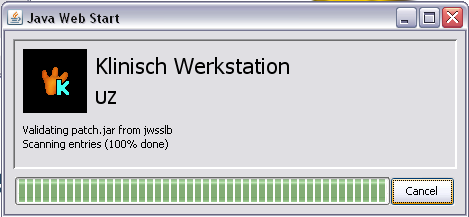 Java Web Start
Klinisch Werkstation
UZ
K
Validating patch.jar from jwsslb
Scanning entries (100% done)
Cancel